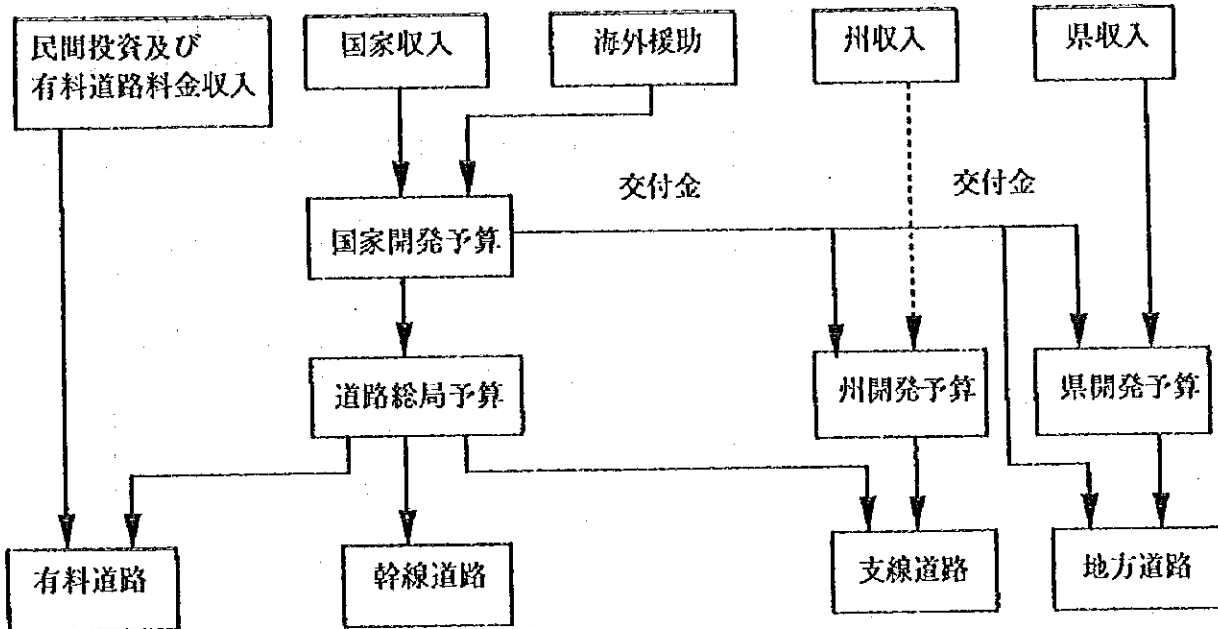 民間投資及び
有料道路料金収入
国家収入
海外援助
州収入
県収入
交付金
交付金
国家開発予算
道路総局予算
州開発予算
県開発予算
有料道路
幹線道路
支線道路
地方道路